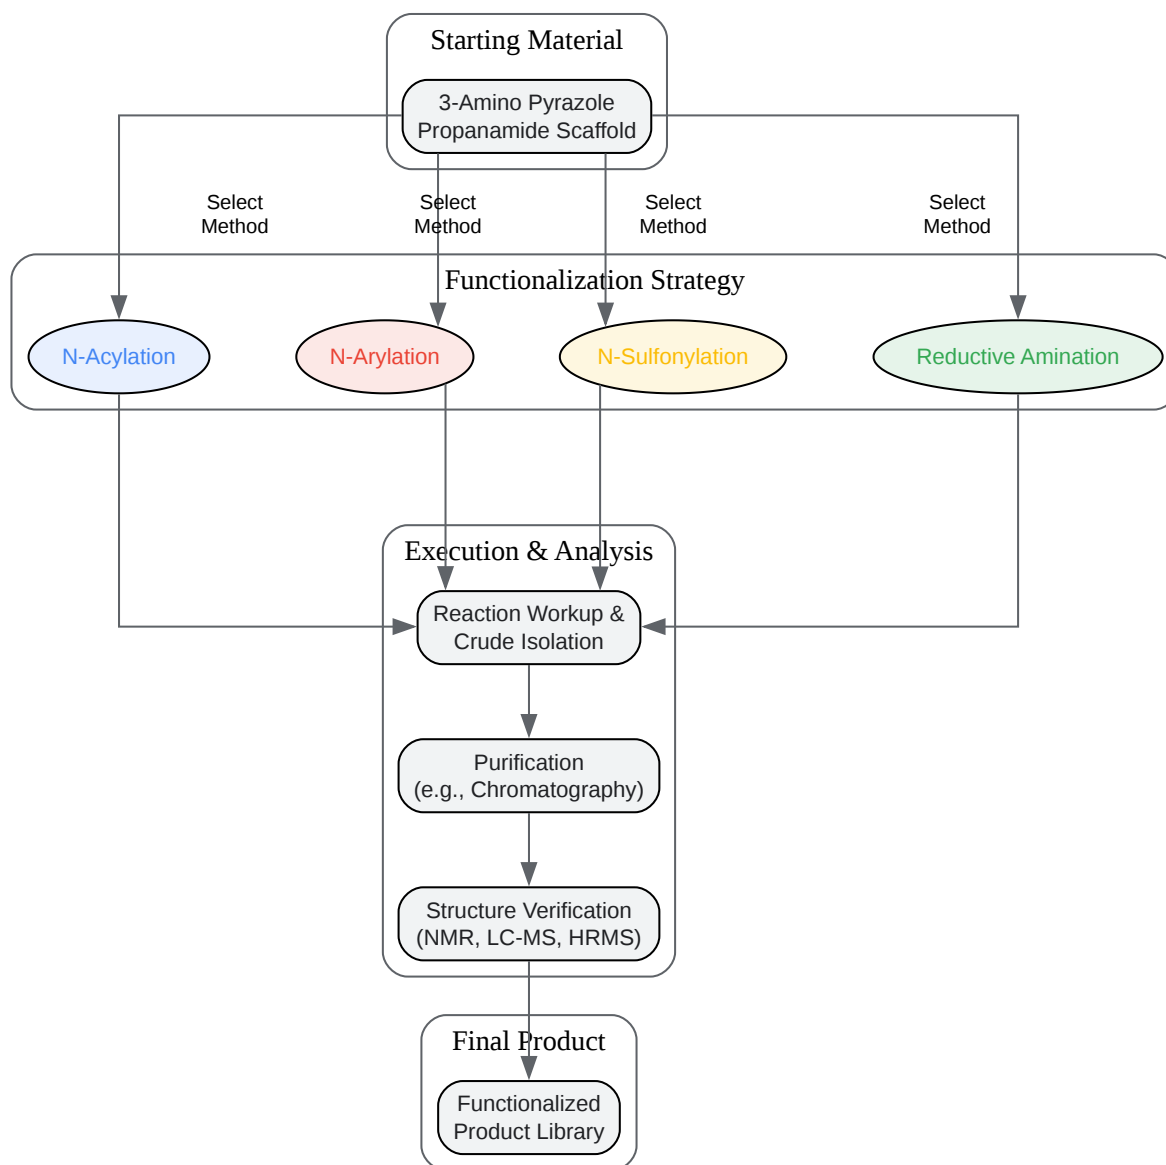 Starting Material
3-Amino Pyrazole
Propanamide Scaffold
Select
Method
Select
Method
Select
Method
Select
Method
Functionalization Strategy
N-Acylation
N-Arylation
N-Sulfonylation
Reductive Amination
Execution & Analysis
Reaction Workup &
Crude Isolation
Purification
(e.g., Chromatography)
Structure Verification
(NMR, LC-MS, HRMS)
Final Product
Functionalized
Product Library